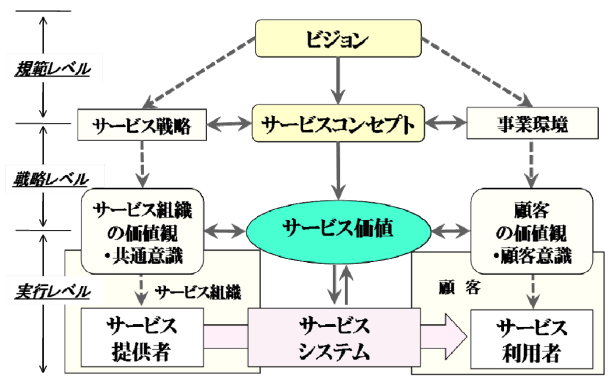 ビジョン
規範レベル
サービス戦略
サービスコンセプト
事業環境
戦略レベル
サービス組織
の価値観
・共通意識
サービス価値
顧客
の価値観
・顧客意識
実行レベル
サービス組織
顧 客
サービス
提供者
サービス
システム
サービス
利用者